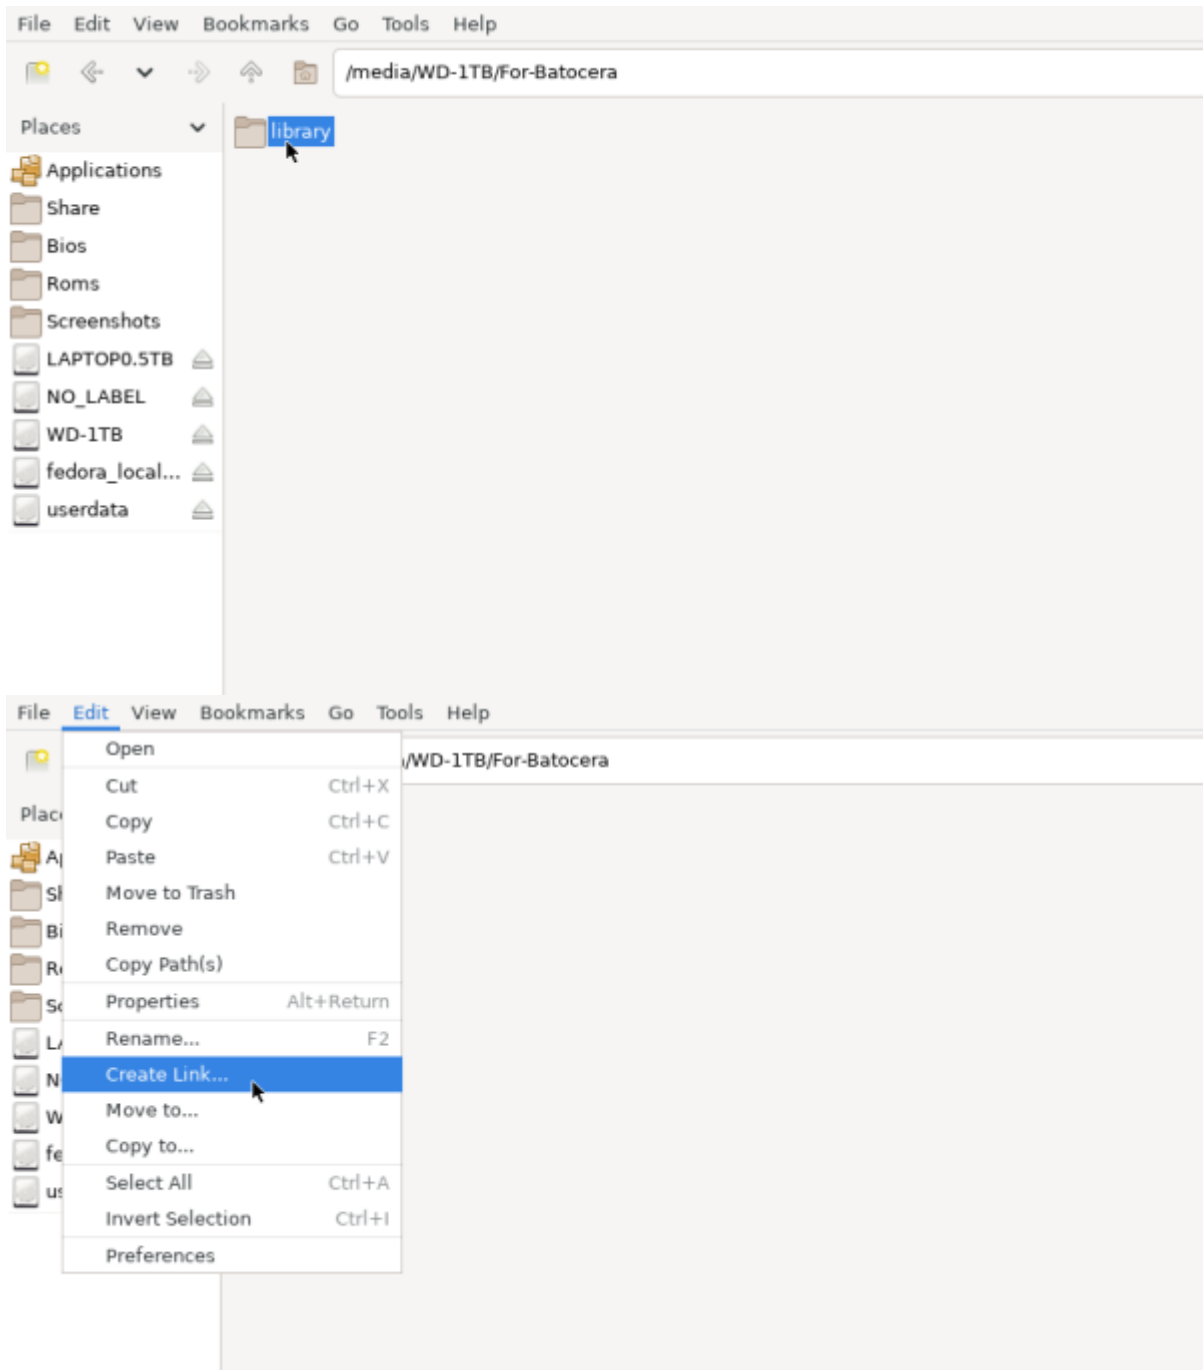 File Edit View Bookmarks Go Tools Help
/media/WD-1TB/For-Batocera
Places
library
Applications
Share
Bios
Roms
Screenshots
LAPTOP0.5TB
NO_LABEL
WD-1TB
fedora_local...
userdata
File Edit View Bookmarks Go Tools Help
/WD-1TB/For-Batocera
Open
Cut Ctrl+X
Copy Ctrl+C
Plac
Paste Ctrl+V
Move to Trash
Remove
Copy Path(s)
Properties Alt+Return
Rename... F2
Create Link...
Move to...
Copy to...
Select All Ctrl+A
Invert Selection Ctrl+I
Preferences